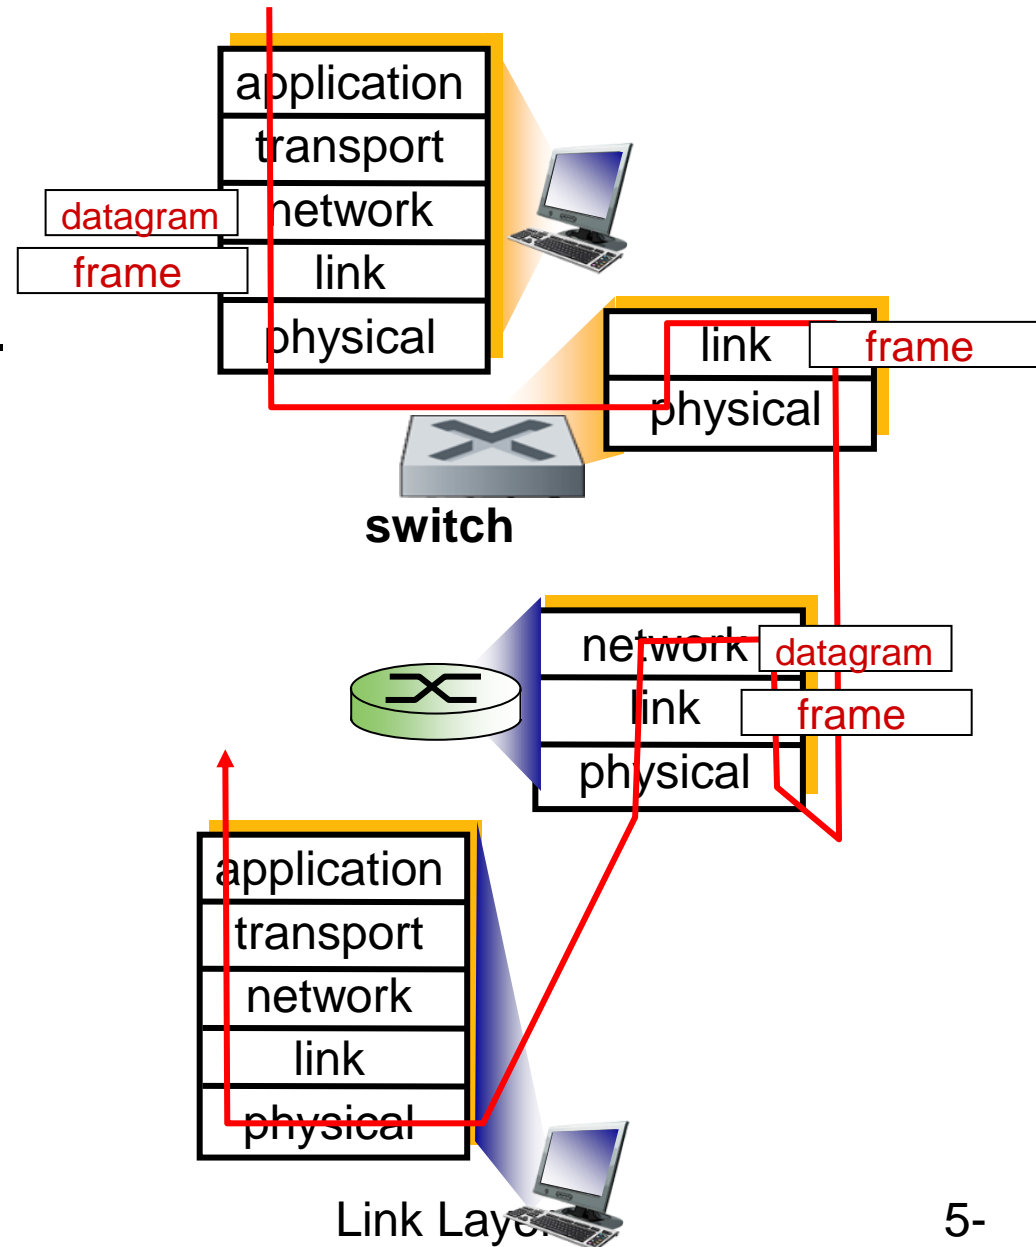 application
transport
datagram
network
frame
link
physical
link
frame
physical
switch
network
datagram
link
frame
physical
application
transport
network
link
physical
Link Layer
5-